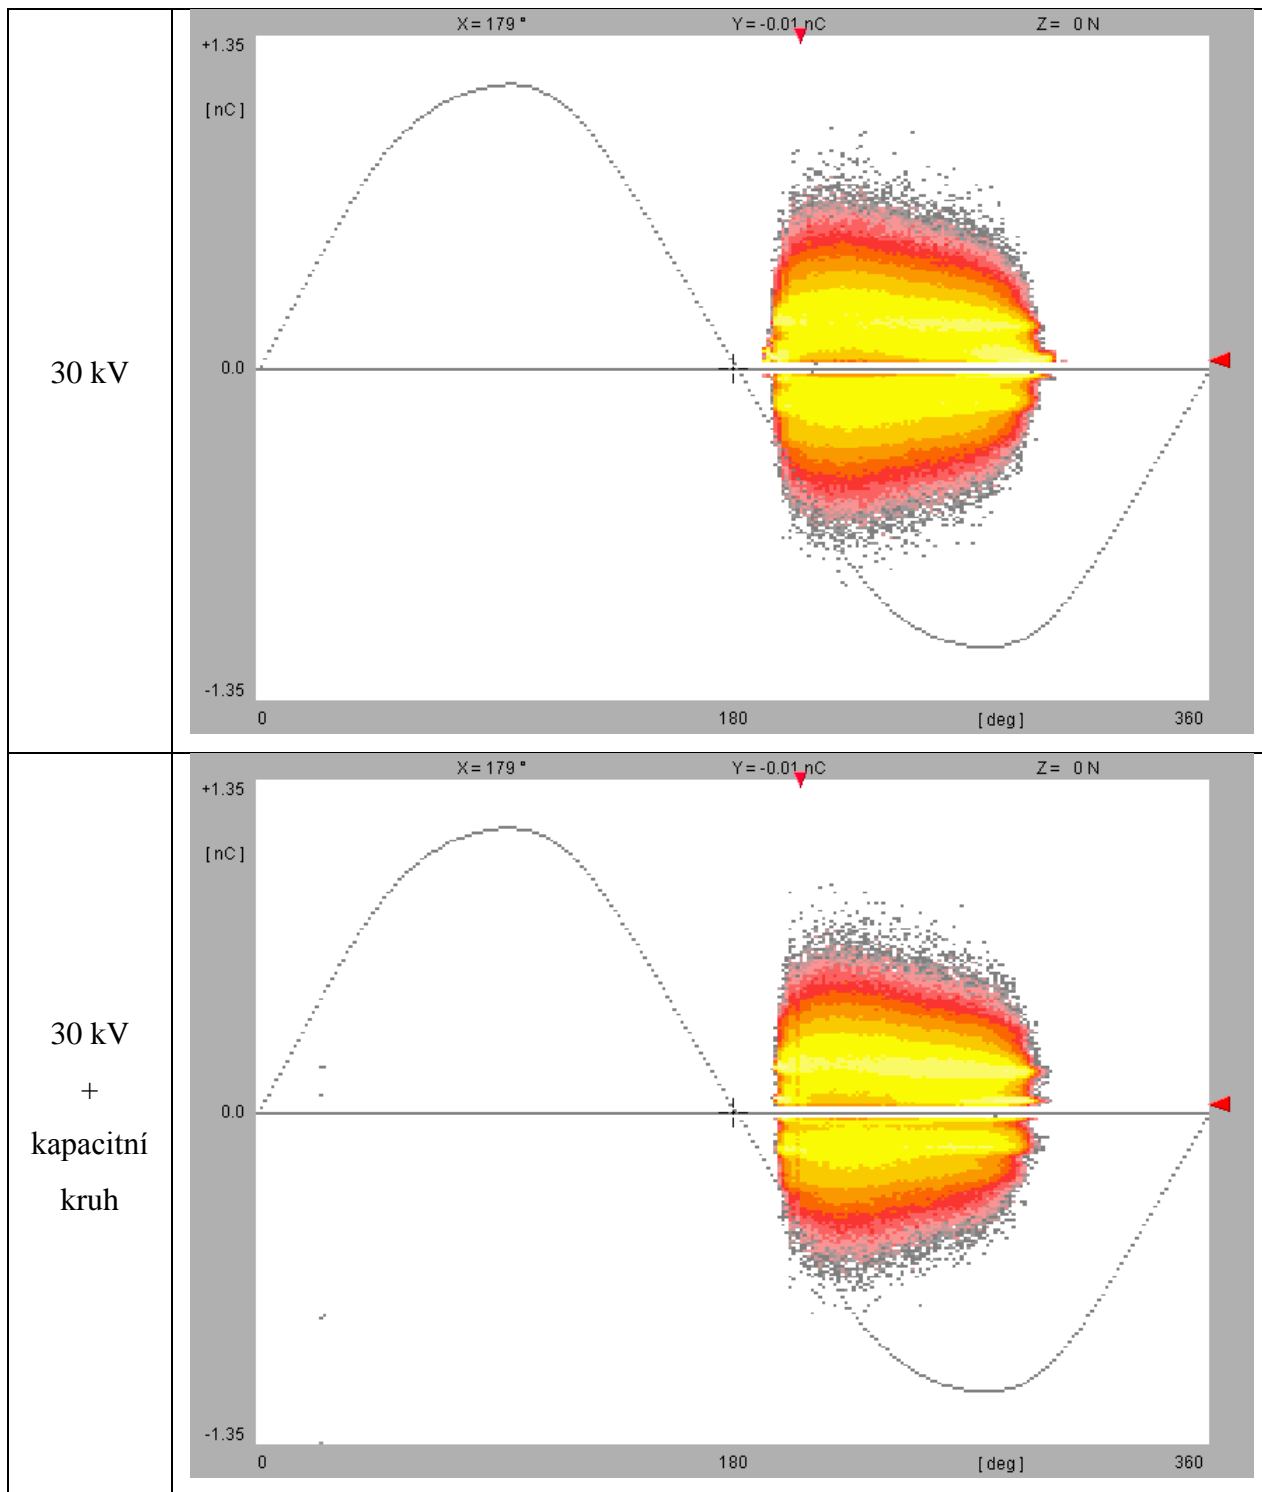 X = 179 ° Y = -0.01 nC Z = 0 N
+1.35
[ nC ]
30 kV
0.0
-1.35
0 180 [ deg ] 360
X = 179 ° Y = -0.01 nC Z = 0 N
+1.35
[ nC ]
30 kV
+
kapacitní
kruh
0.0
-1.35
0 180 [ deg ] 360